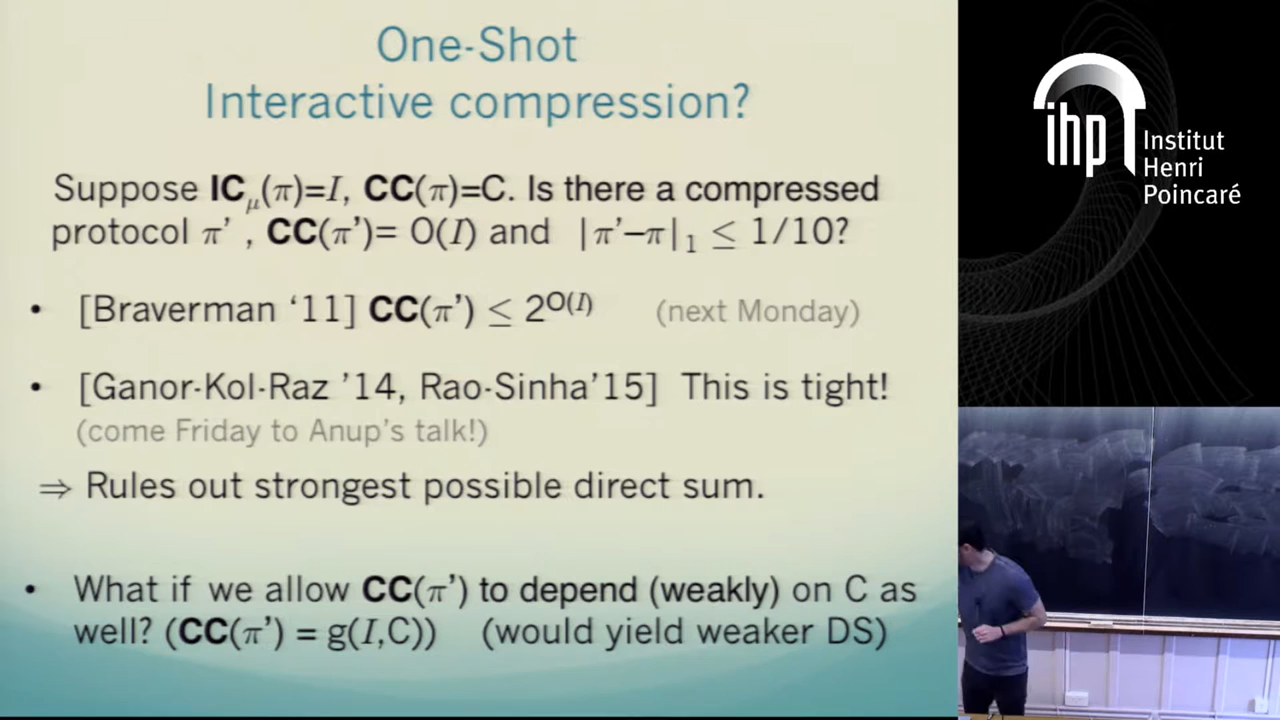 One-Shot
Interactive compression?
Suppose IC_μ(π)=I, CC(π)=C. Is there a compressed
protocol π’ , CC(π’)= O(I) and |π’–π|₁ ≤ 1/10?
• [Braverman ‘11] CC(π’) ≤ 2^O(I) (next Monday)
• [Ganor-Kol-Raz ’14, Rao-Sinha’15] This is tight!
(come Friday to Anup’s talk!)
⇒ Rules out strongest possible direct sum.
• What if we allow CC(π’) to depend (weakly) on C as
well? (CC(π’) = g(I,C)) (would yield weaker DS)
ihp
Institut
Henri
Poincaré